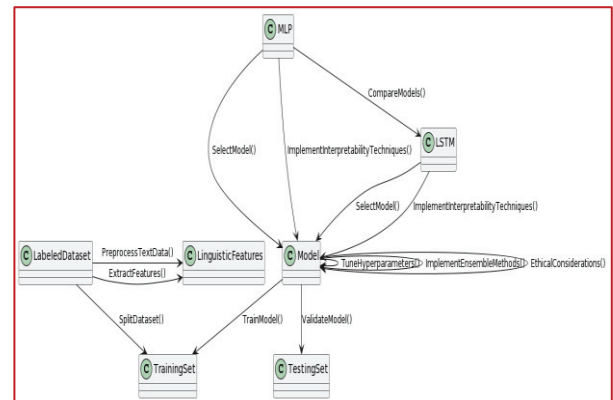 C MLP
CompareModels()
SelectModel()
ImplementInterpretabilityTechniques()
C LSTM
SelectModel()
ImplementInterpretabilityTechniques()
C LabeledDataset
PreprocessTextData()
ExtractFeatures()
C LinguisticFeatures
C Model
TuneHyperparameters()
ImplementEnsembleMethods()
EthicalConsiderations()
SplitDataset()
TrainModel()
ValidateModel()
C TrainingSet
C TestingSet